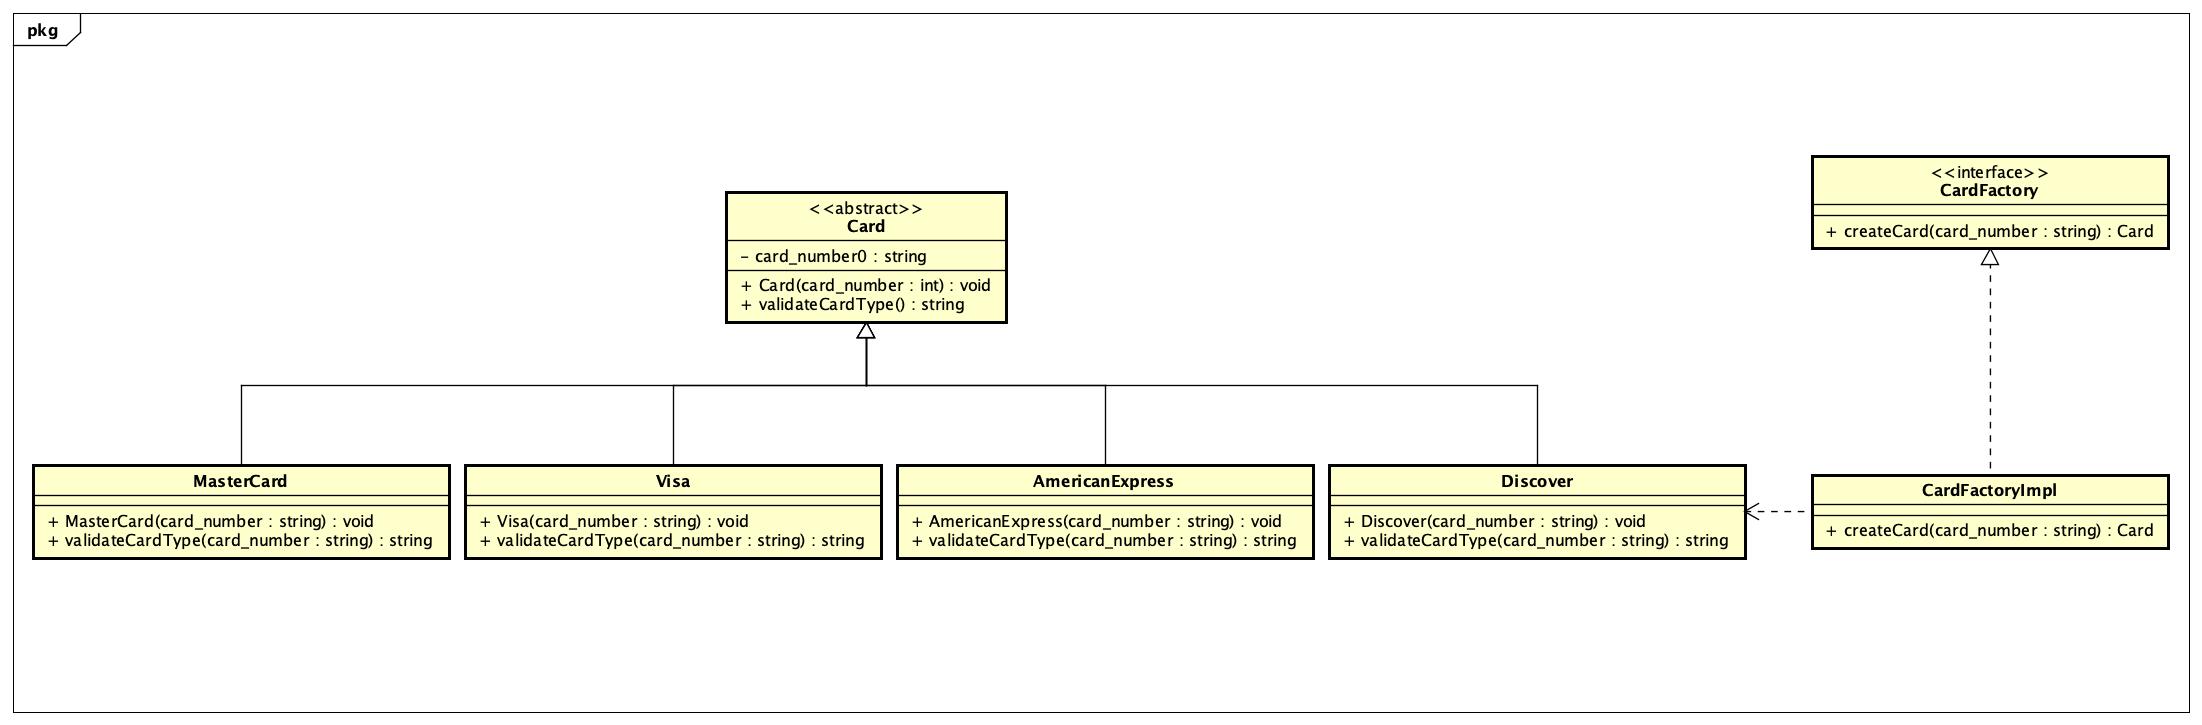 pkg
<<abstract>>
Card
- card_number0 : string
+ Card(card_number : int) : void
+ validateCardType() : string
<<interface>>
CardFactory
+ createCard(card_number : string) : Card
MasterCard
+ MasterCard(card_number : string) : void
+ validateCardType(card_number : string) : string
Visa
+ Visa(card_number : string) : void
+ validateCardType(card_number : string) : string
AmericanExpress
+ AmericanExpress(card_number : string) : void
+ validateCardType(card_number : string) : string
Discover
+ Discover(card_number : string) : void
+ validateCardType(card_number : string) : string
CardFactoryImpl
+ createCard(card_number : string) : Card